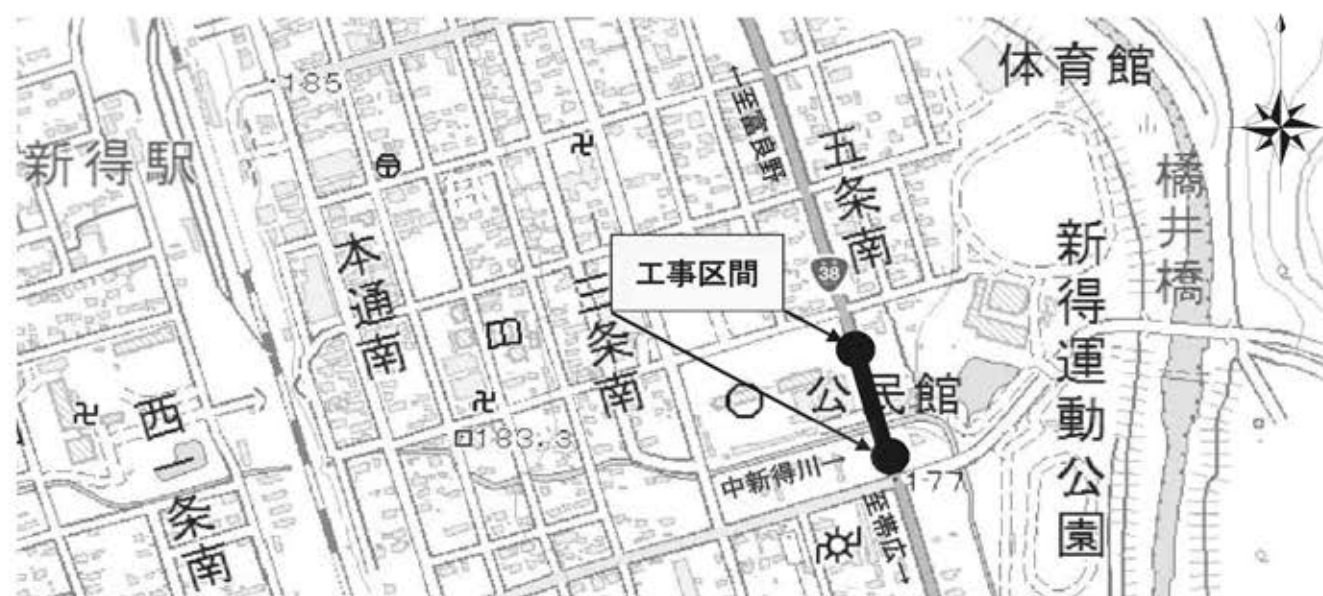 体育館
185
←至富良野
新得駅
五条南
橋井橋
本通南
工事区間
38
三条南
新得運動公園
公民館
西一条南
183.3
中新得川→
177
至帯広→